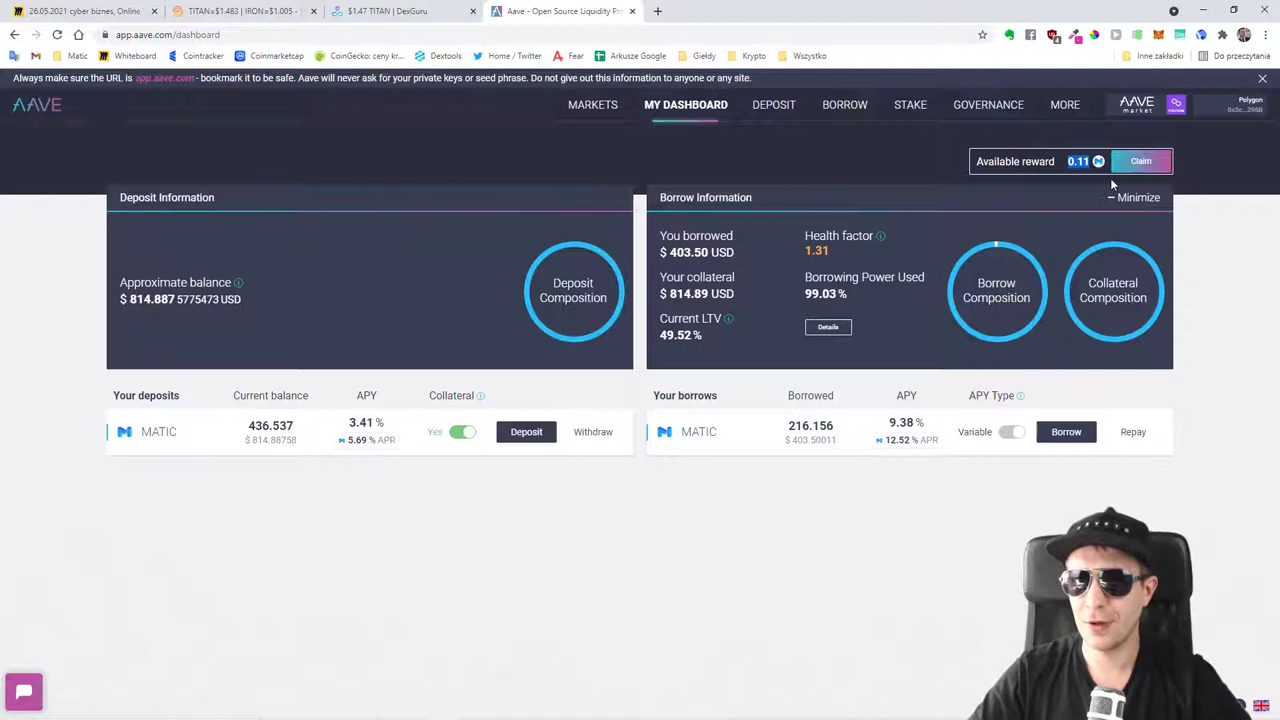 26.05.2021 cyber biznes, Online,
TITAN=$1.483 | IRON=$1.005 -
$1.47 TITAN | DexGuru
Aave - Open Source Liquidity Pr
app.aave.com/dashboard
Matic
Whiteboard
Cointracker
Coinmarketcap
CoinGecko: ceny kr...
Dextools
Home / Twitter
Fear
Arkusze Google
Giełdy
Krypto
Wszystko
Inne zakładki
Do przeczytania
Always make sure the URL is app.aave.com - bookmark it to be safe. Aave will never ask for your private keys or seed phrase. Do not give out this information to anyone or any site.
AAVE
MARKETS
MY DASHBOARD
DEPOSIT
BORROW
STAKE
GOVERNANCE
MORE
AAVE
market
POLYGON
Polygon
Available reward 0.11
Claim
Deposit Information
Approximate balance
$ 814.8875775473 USD
Deposit
Composition
Borrow Information
Minimize
You borrowed
$ 403.50 USD
Health factor
1.31
Your collateral
$ 814.89 USD
Borrowing Power Used
99.03 %
Current LTV
49.52 %
Details
Borrow
Composition
Collateral
Composition
Your deposits
Current balance
APY
Collateral
MATIC
436.537
$ 814.88758
3.41 %
5.69 % APR
Yes
Deposit
Withdraw
Your borrows
Borrowed
APY
APY Type
MATIC
216.156
$ 403.50011
9.38 %
12.52 % APR
Variable
Borrow
Repay
CRYPTO